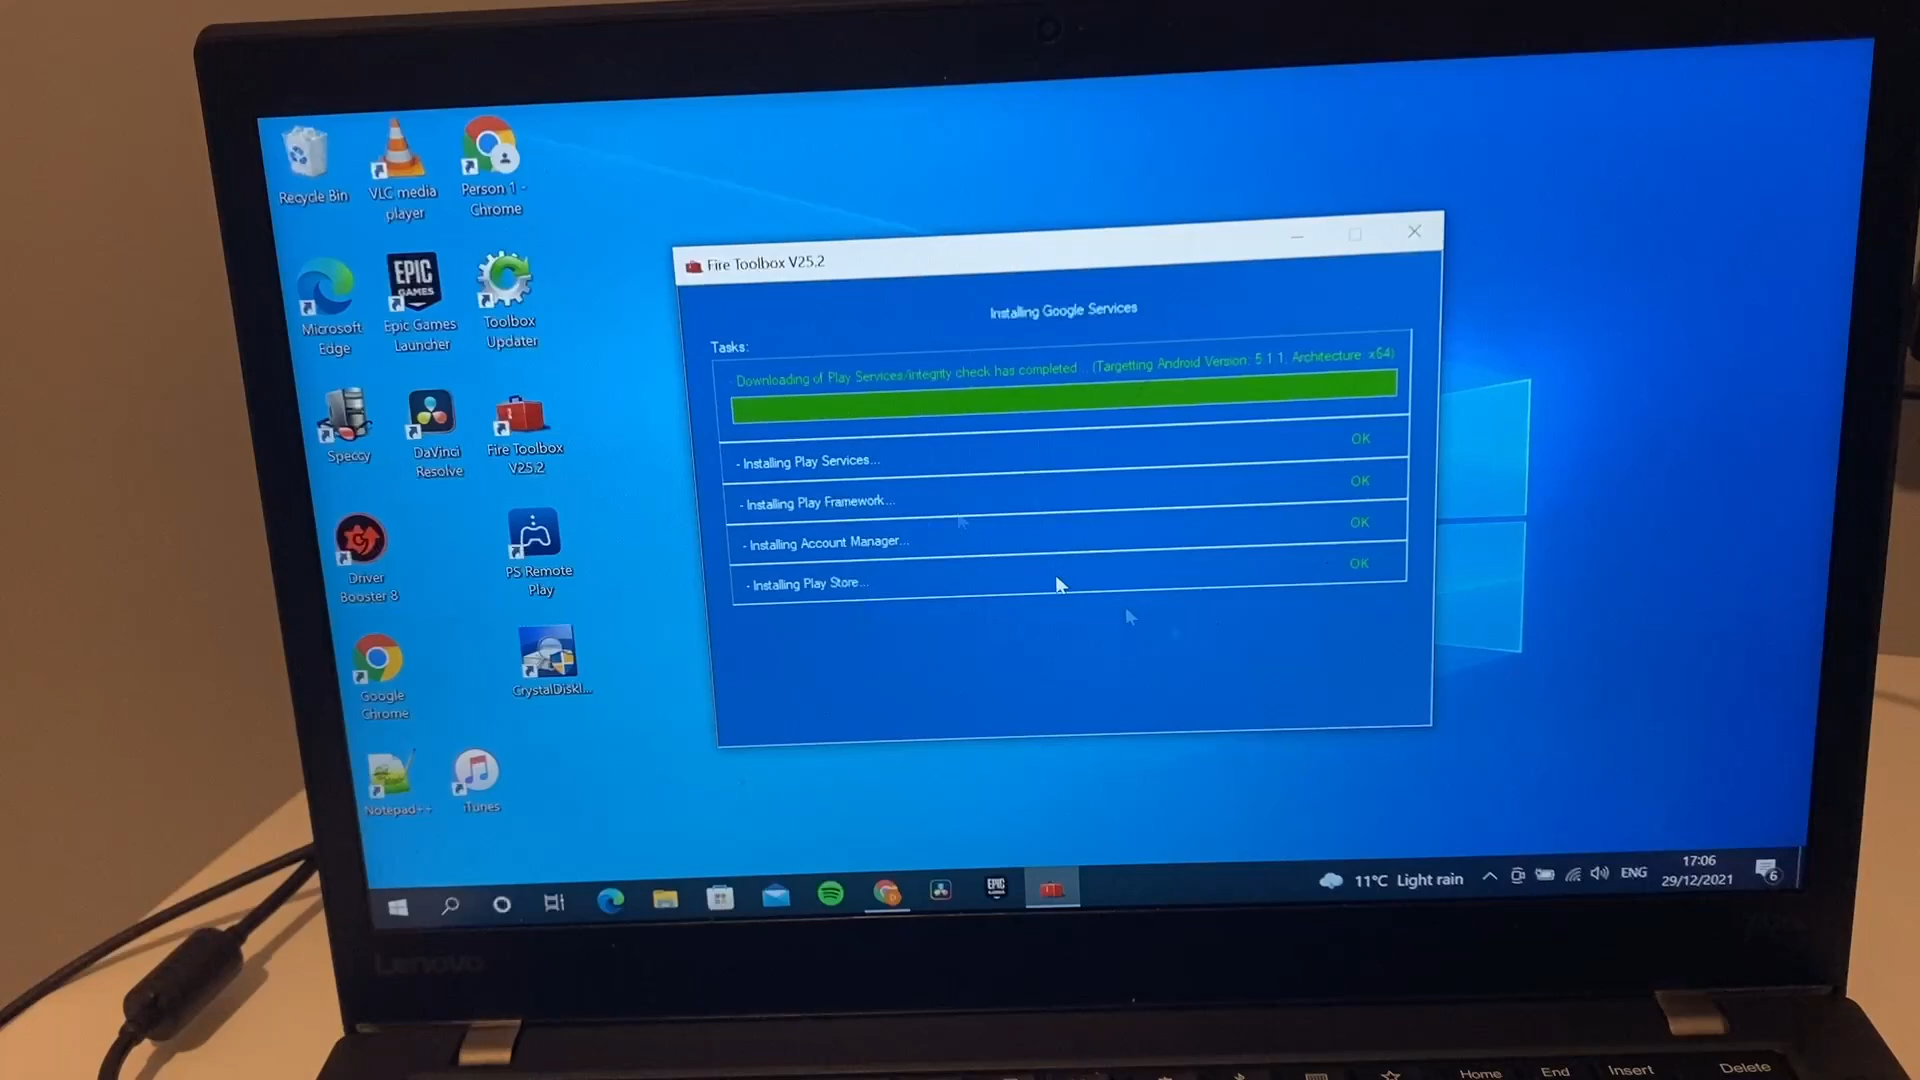 Recycle Bin
VLC media
player
Person 1 -
Chrome
Microsoft
Edge
EPIC
GAMES
Epic Games
Launcher
Toolbox
Updater
Speccy
DaVinci
Resolve
Fire Toolbox
V25.2
Driver
Booster 8
PS Remote
Play
Google
Chrome
CrystalDiskI...
Notepad++
iTunes
Fire Toolbox V25.2
Installing Google Services
Tasks:
- Downloading of Play Services/integrity check has completed... (Targetting Android Version: 5.1.1, Architecture: x64)
- Installing Play Services... OK
- Installing Play Framework... OK
- Installing Account Manager... OK
- Installing Play Store... OK
EPIC
11°C Light rain
ENG
17:06
29/12/2021
6
Lenovo
Home
End
Insert
Delete